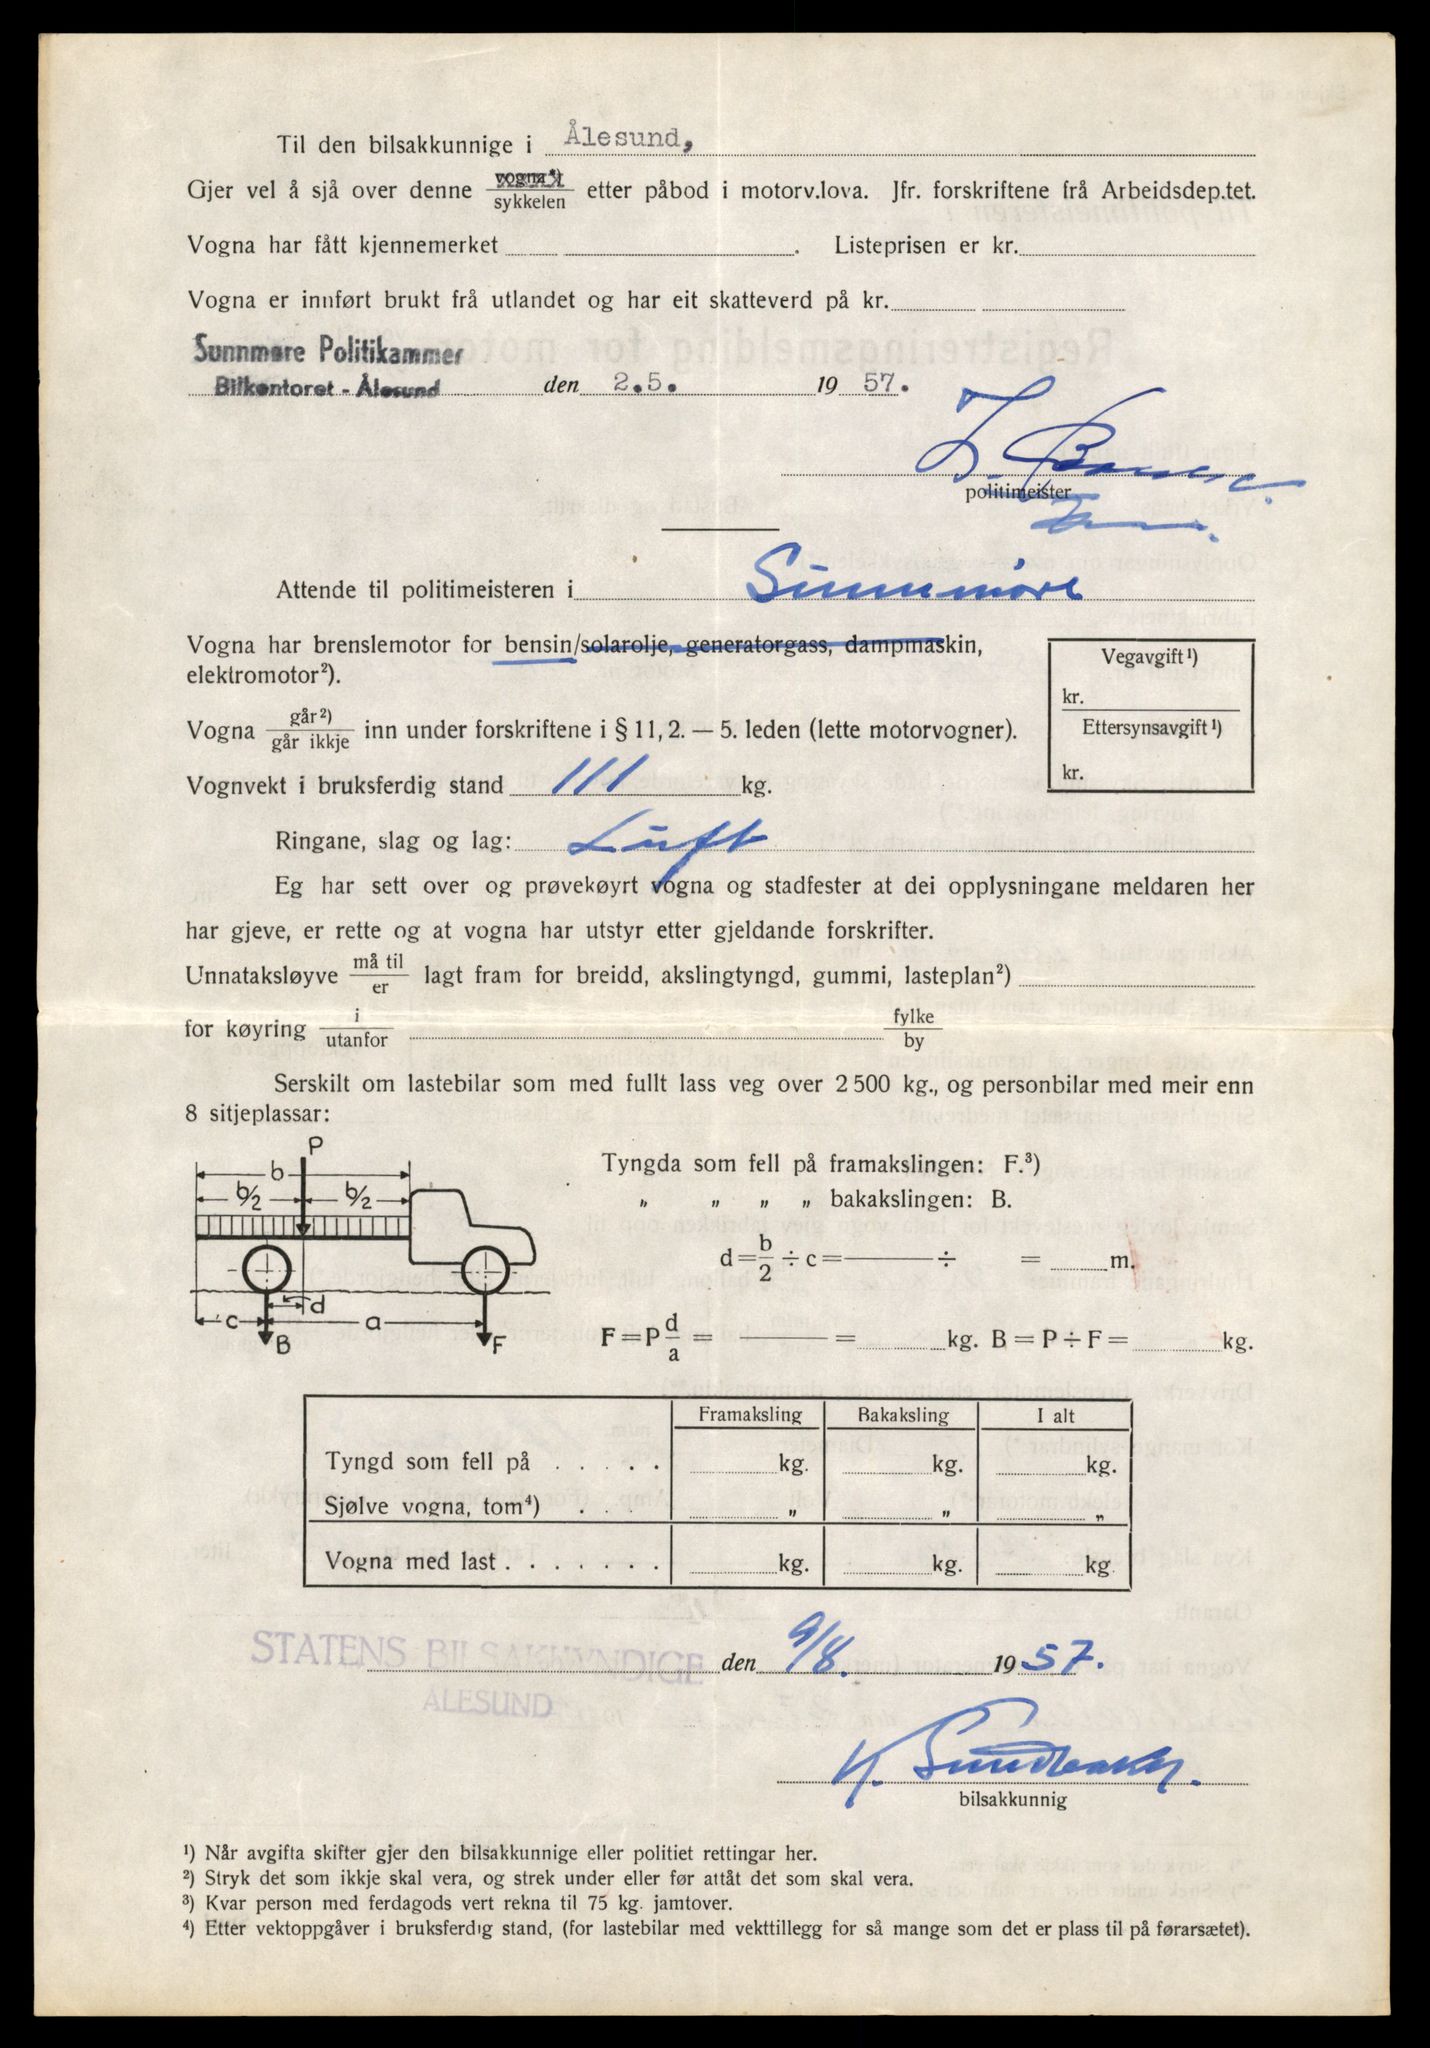 Til den bilsakkunnige i Ålesund,
Gjer vel å sjå over denne vogna*) / sykkelen etter påbod i motorv.lova. Jfr. forskriftene frå Arbeidsdep.tet.
Vogna har fått kjennemerket . Listeprisen er kr.
Vogna er innført brukt frå utlandet og har eit skatteverd på kr.
Sunnmøre Politikammer
Bilkontoret - Ålesund den 2.5. 19 57.
politimeister
Attende til politimeisteren i Sunnmøre
Vogna har brenslemotor for bensin/solarolje, generatorgass, dampmaskin,
elektromotor²).
Vegavgift¹)
kr.
Ettersynsavgift¹)
kr.
Vogna går²) / går ikkje inn under forskriftene i § 11, 2. — 5. leden (lette motorvogner).
Vognvekt i bruksferdig stand 111 kg.
Ringane, slag og lag: Luft
Eg har sett over og prøvekøyrt vogna og stadfester at dei opplysningane meldaren her
har gjeve, er rette og at vogna har utstyr etter gjeldande forskrifter.
Unnataksløyve må til / er lagt fram for breidd, akslingtyngd, gummi, lasteplan²)
for køyring i / utanfor fylke / by
Serskilt om lastebilar som med fullt lass veg over 2 500 kg., og personbilar med meir enn
8 sitjeplassar:
P
b
b/2 b/2
c d a
B F
Tyngda som fell på framakslingen: F.³)
„ „ „ „ bakakslingen: B.
d = b/2 ÷ c = ——— ÷ = m.
F = P d/a = ——— = kg. B = P ÷ F = kg.
Framaksling Bakaksling I alt
Tyngd som fell på . . . . . kg. kg. kg.
Sjølve vogna, tom⁴) . . . „ „ „
Vogna med last . . . . . . . kg. kg. kg.
STATENS BILSAKKYNDIGE den 9/8. 19 57.
ÅLESUND
bilsakkunnig
¹) Når avgifta skifter gjer den bilsakkunnige eller politiet rettingar her.
²) Stryk det som ikkje skal vera, og strek under eller før attåt det som skal vera.
³) Kvar person med ferdagods vert rekna til 75 kg. jamtover.
⁴) Etter vektoppgåver i bruksferdig stand, (for lastebilar med vekttillegg for så mange som det er plass til på førarsætet).